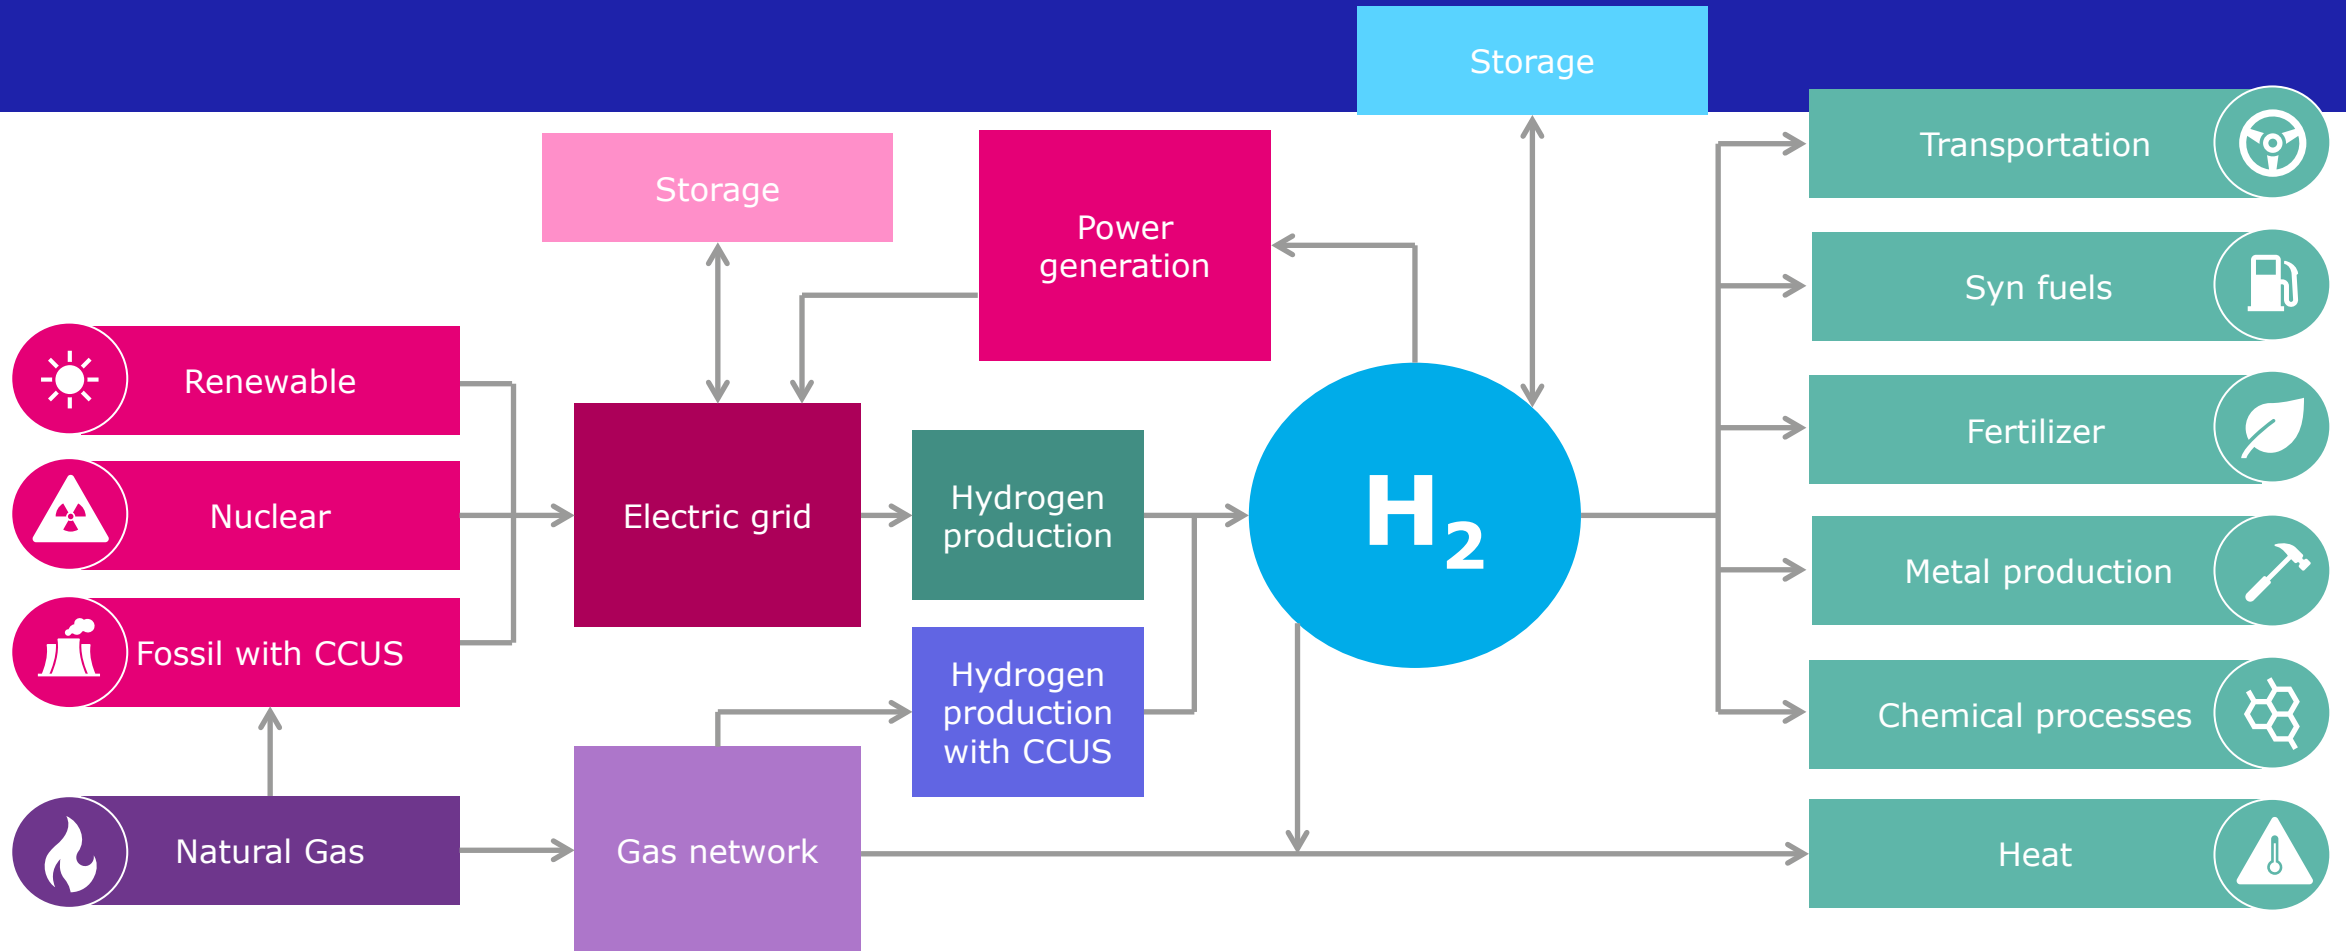 Storage
Storage
Power
generation
Transportation
Syn fuels
Renewable
Fertilizer
Nuclear
Electric grid
Hydrogen
production
H2
Metal production
Fossil with CCUS
Hydrogen
production
with CCUS
Chemical processes
Natural Gas
Gas network
Heat